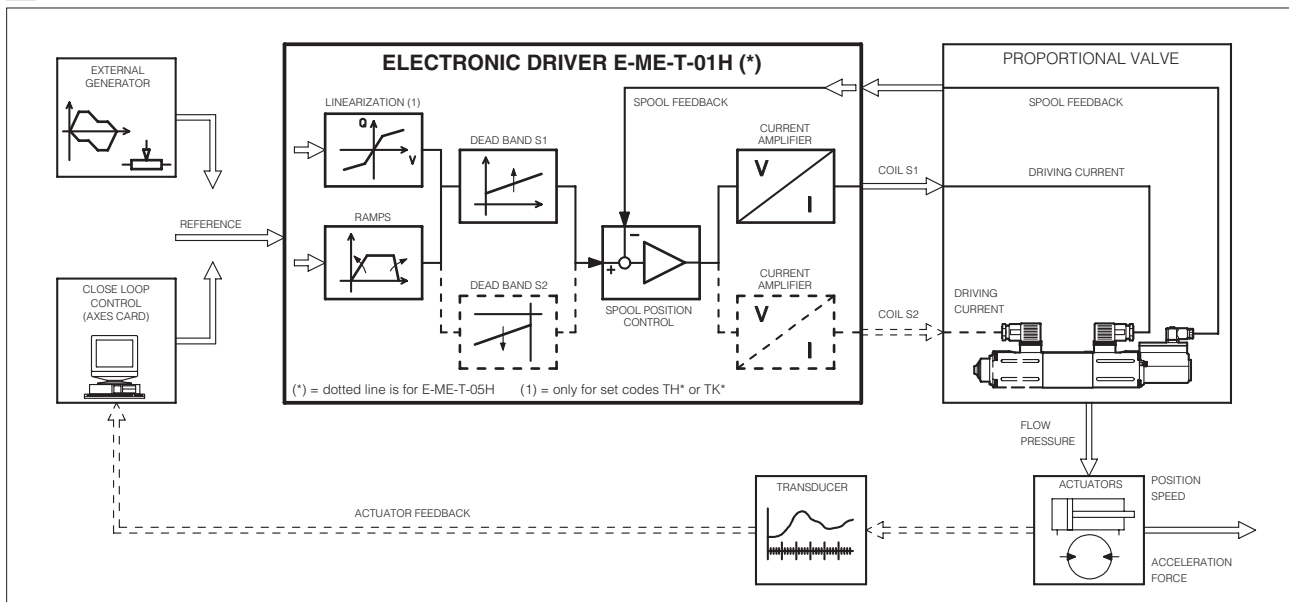 ELECTRONIC DRIVER E-ME-T-01H (*)
PROPORTIONAL VALVE
EXTERNAL
GENERATOR
LINEARIZATION (1)
Q
V
SPOOL FEEDBACK
SPOOL FEEDBACK
DEAD BAND S1
CURRENT
AMPLIFIER
V
I
COIL S1
DRIVING CURRENT
REFERENCE
RAMPS
+
−
SPOOL POSITION
CONTROL
CLOSE LOOP
CONTROL
(AXES CARD)
DEAD BAND S2
CURRENT
AMPLIFIER
V
I
COIL S2
DRIVING
CURRENT
(*) = dotted line is for E-ME-T-05H
(1) = only for set codes TH* or TK*
FLOW
PRESSURE
TRANSDUCER
ACTUATORS
POSITION
SPEED
ACTUATOR FEEDBACK
ACCELERATION
FORCE